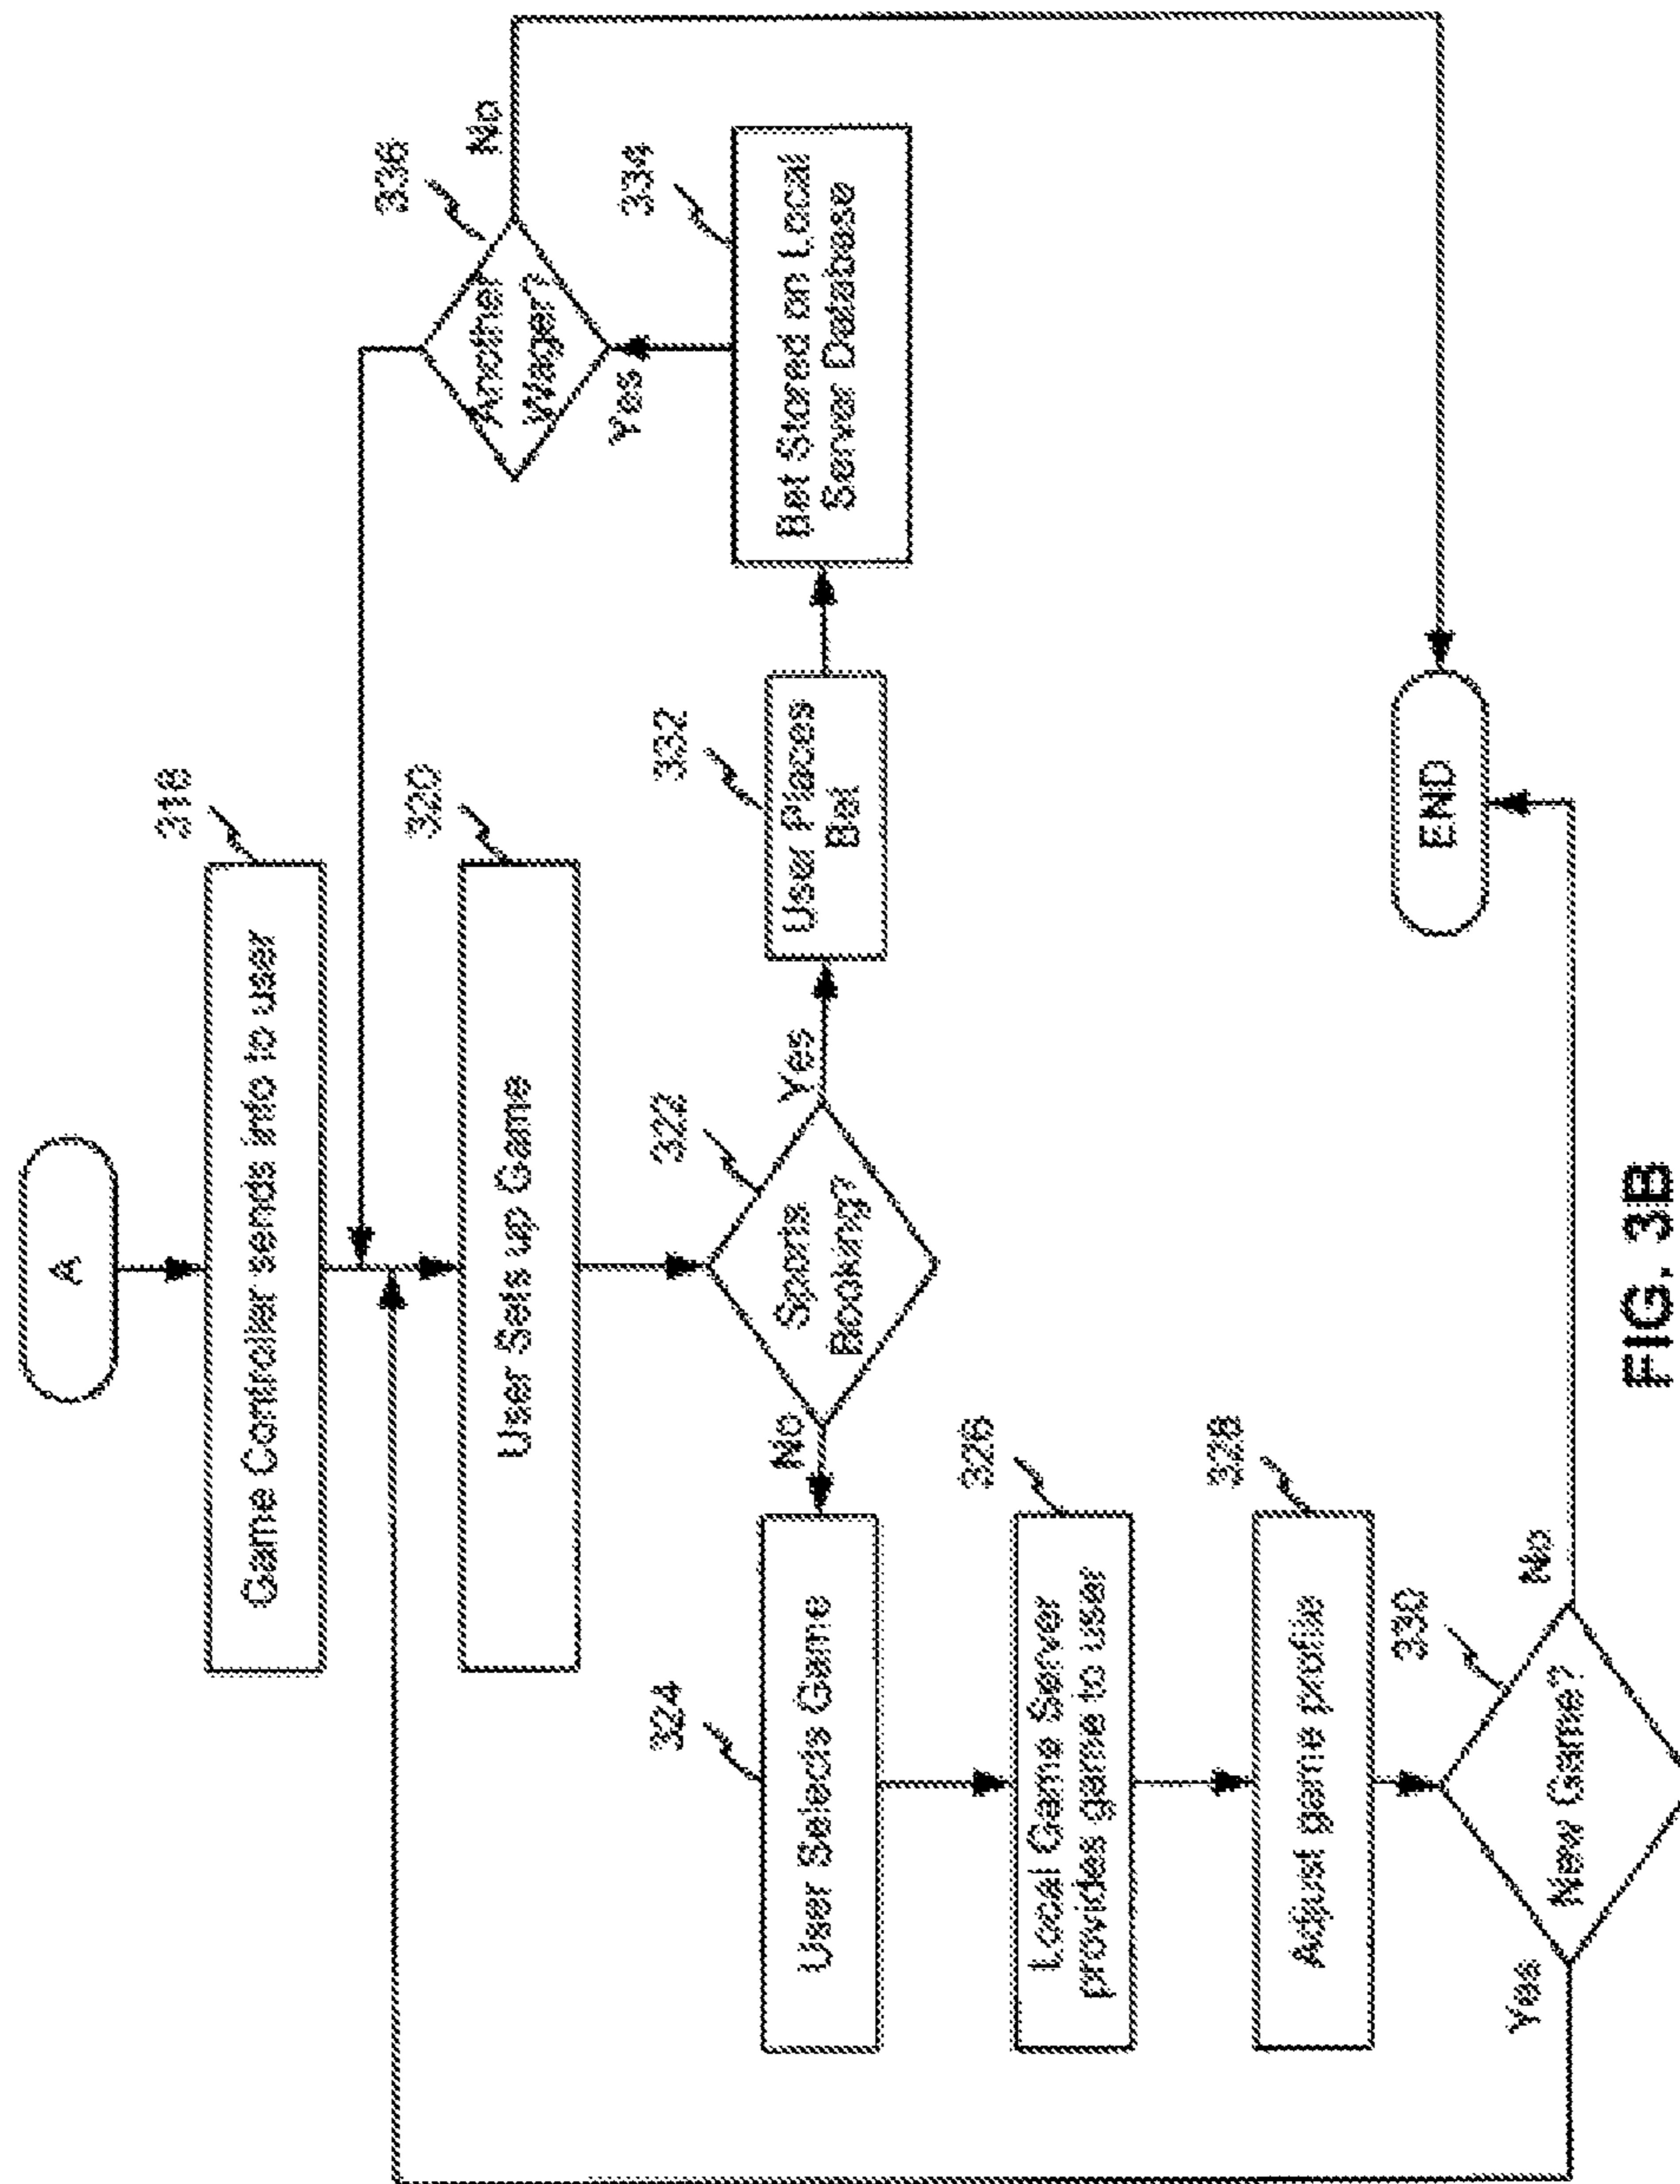 A
318
Game Controller sends info to user
320
User Sets up Game
322
Sports
Booking?
Yes
No
332
User Places
Bet
334
Bet Stored on Local
Server Database
Yes
336
Another
Wager?
No
324
User Selects Game
326
Local Game Server
provides game to user
328
Adjust game profile
330
New Game?
Yes
No
END
FIG. 3B